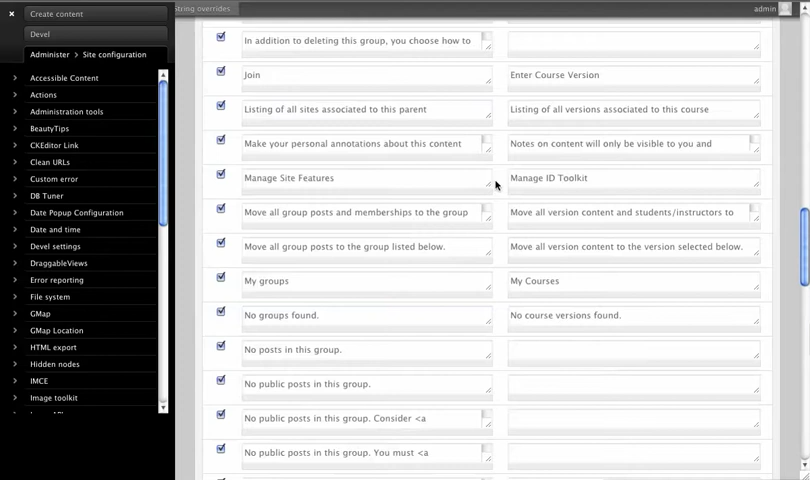 Create content
String overrides
admin
Devel
Administer > Site configuration
Accessible Content
Actions
Administration tools
BeautyTips
CKEditor Link
Clean URLs
Custom error
DB Tuner
Date Popup Configuration
Date and time
Devel settings
DraggableViews
Error reporting
File system
GMap
GMap Location
HTML export
Hidden nodes
IMCE
Image toolkit
In addition to deleting this group, you choose how to
Join
Enter Course Version
Listing of all sites associated to this parent
Listing of all versions associated to this course
Make your personal annotations about this content
Notes on content will only be visible to you and
Manage Site Features
Manage ID Toolkit
Move all group posts and memberships to the group
Move all version content and students/instructors to
Move all group posts to the group listed below.
Move all version content to the version selected below.
My groups
My Courses
No groups found.
No course versions found.
No posts in this group.
No public posts in this group.
No public posts in this group. Consider <a
No public posts in this group. You must <a